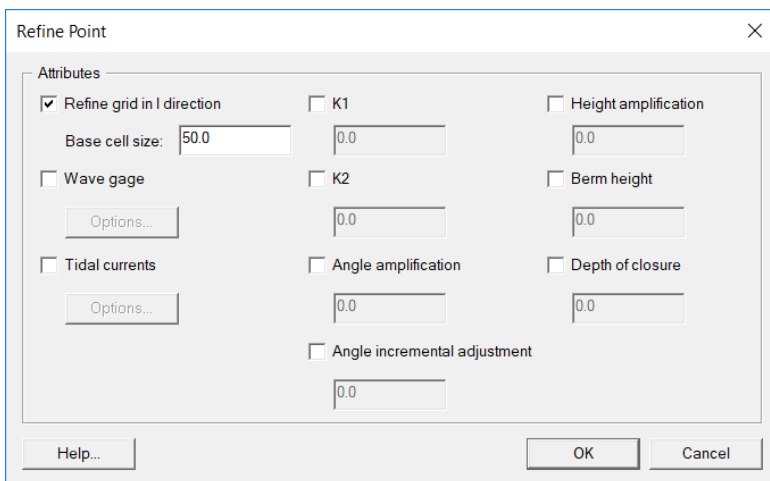 Refine Point
Attributes
Refine grid in I direction
K1
Height amplification
Base cell size: 50.0
0.0
0.0
Wave gage
K2
Berm height
Options...
0.0
0.0
Tidal currents
Angle amplification
Depth of closure
Options...
0.0
0.0
Angle incremental adjustment
0.0
Help...
OK
Cancel